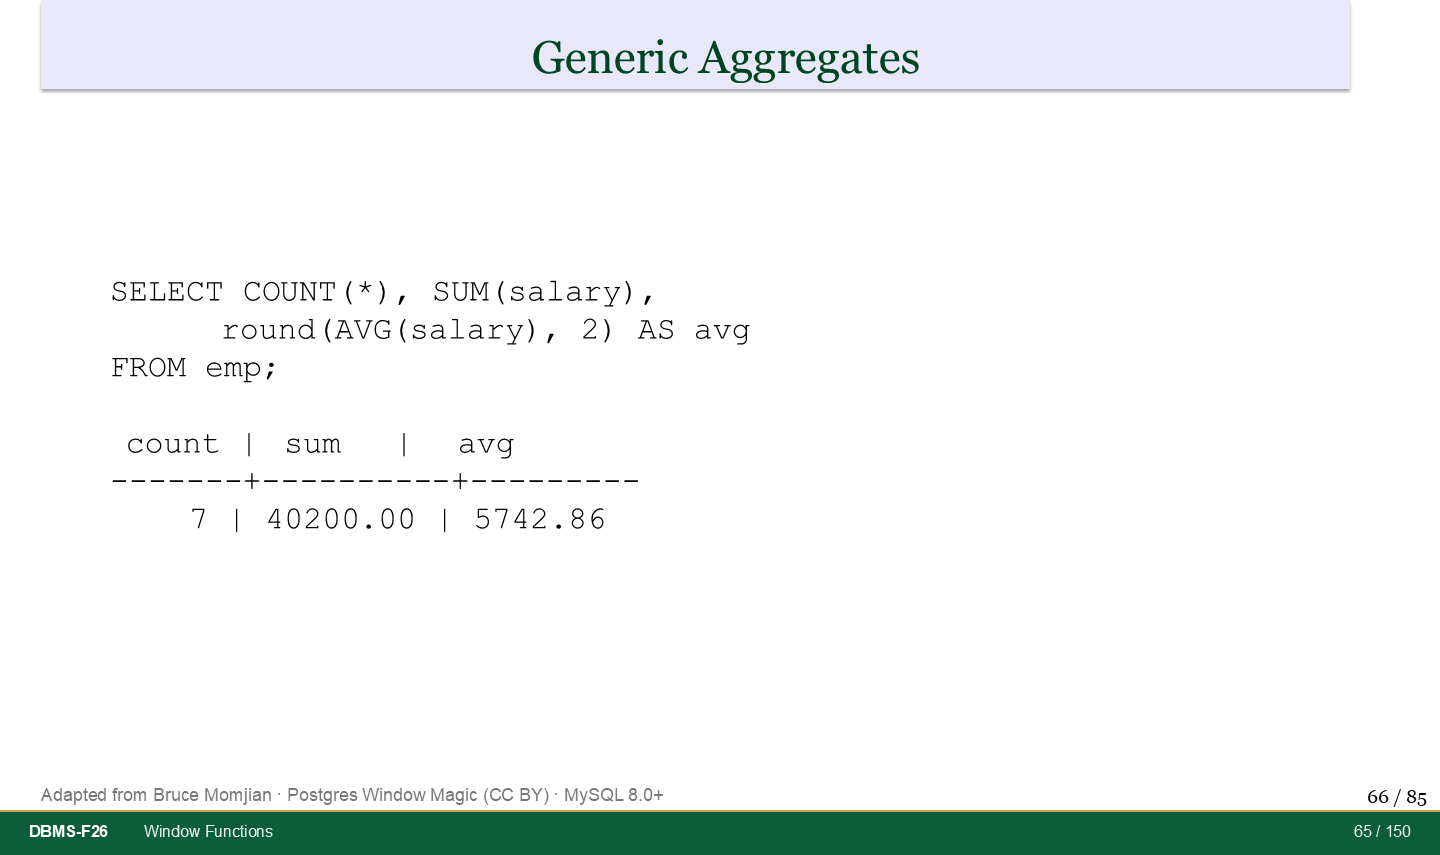 Generic Aggregates
SELECT COUNT(*), SUM(salary),
      round(AVG(salary), 2) AS avg
FROM emp;
 count |  sum   |   avg
-------+----------+---------
    7 | 40200.00 | 5742.86
Adapted from Bruce Momjian · Postgres Window Magic (CC BY) · MySQL 8.0+
66 / 85
DBMS-F26 Window Functions 65 / 150